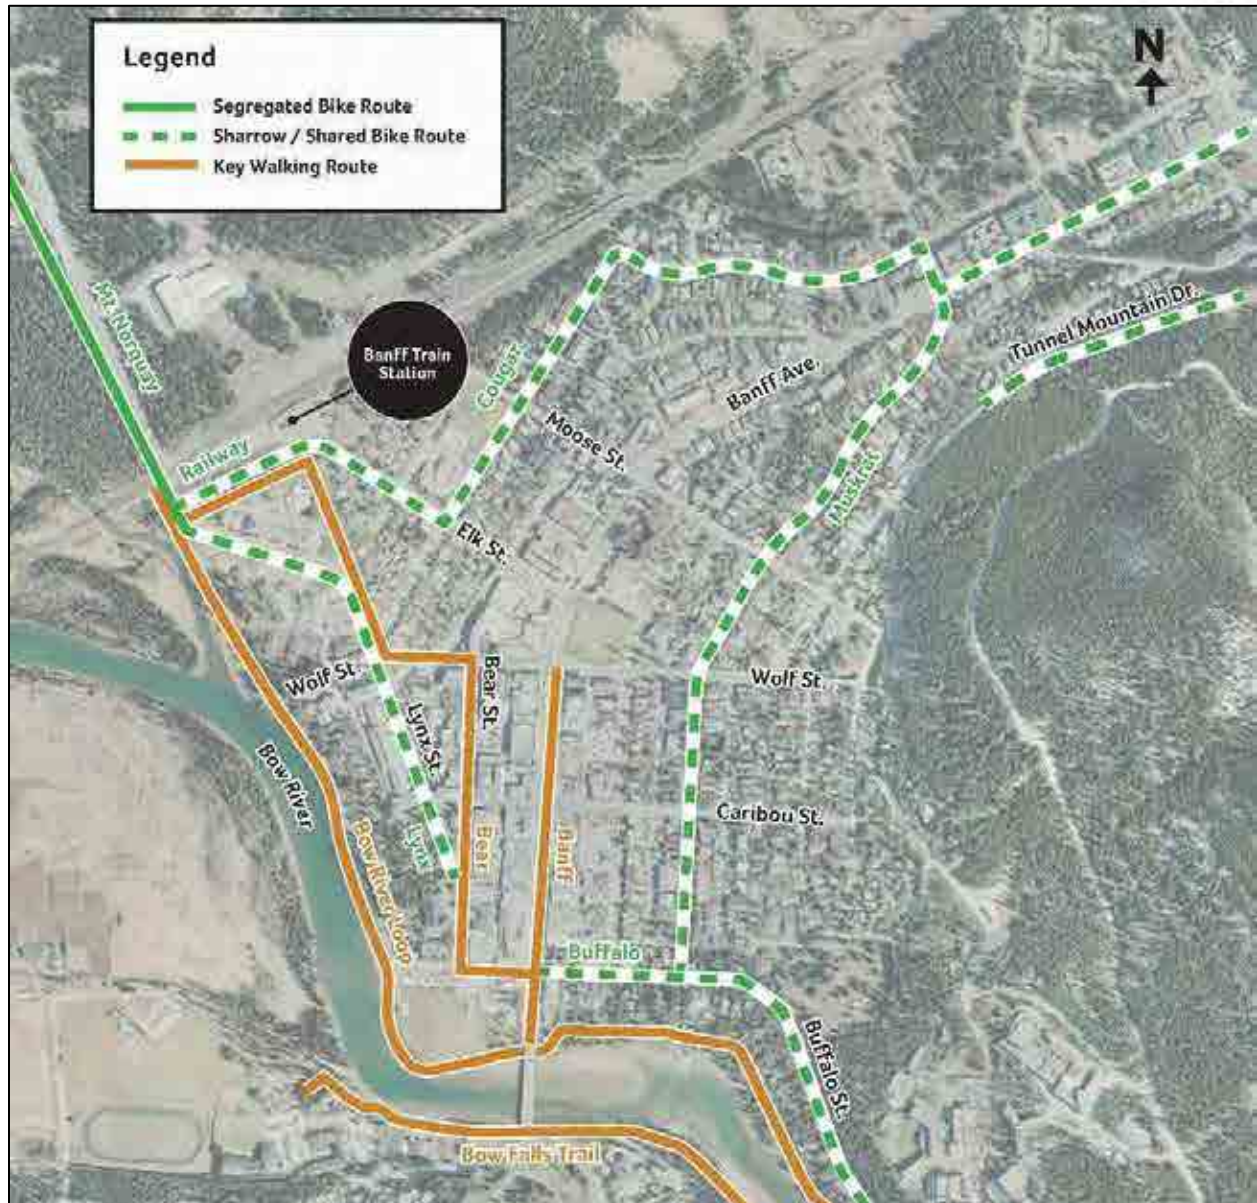 Legend
Segregated Bike Route
Sharrow / Shared Bike Route
Key Walking Route
N
Mt. Norquay
Banff Train
Station
Railway
Cougar
Moose St.
Banff Ave.
Tunnel Mountain Dr.
Muskrat
Elk St.
Wolf St.
Bear St.
Wolf St.
Lynx St.
Bow River
Caribou St.
Lynx
Bear
Banff
Bow River Loop
Buffalo
Buffalo St.
Bow Falls Trail